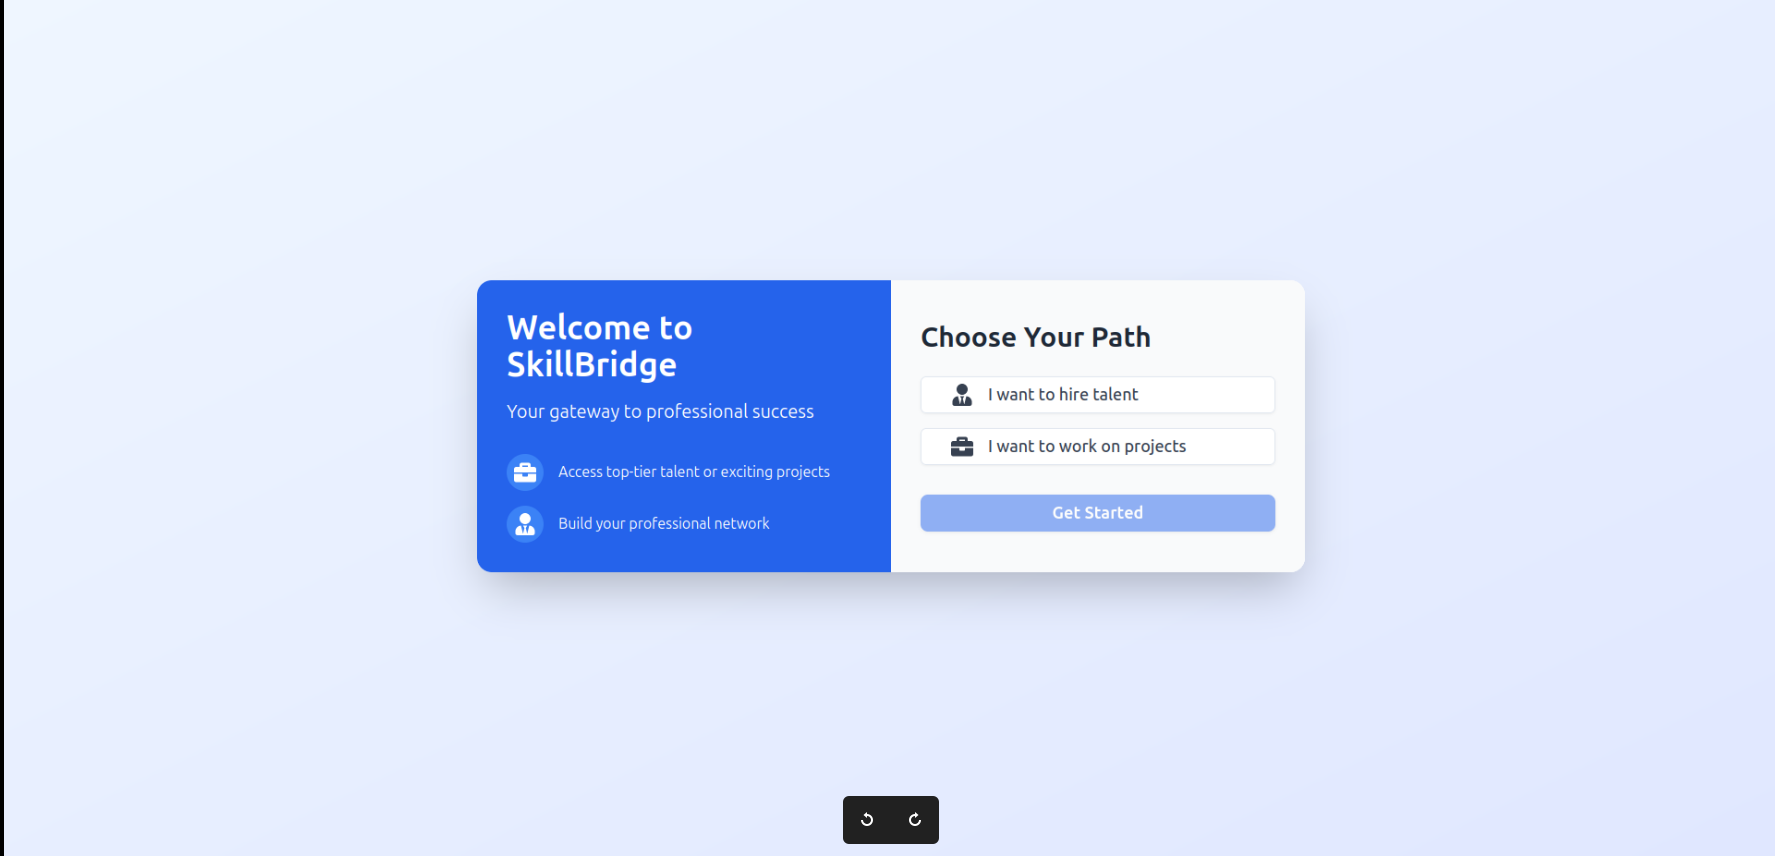 Welcome to
SkillBridge
Your gateway to professional success
Access top-tier talent or exciting projects
Build your professional network
Choose Your Path
I want to hire talent
I want to work on projects
Get Started